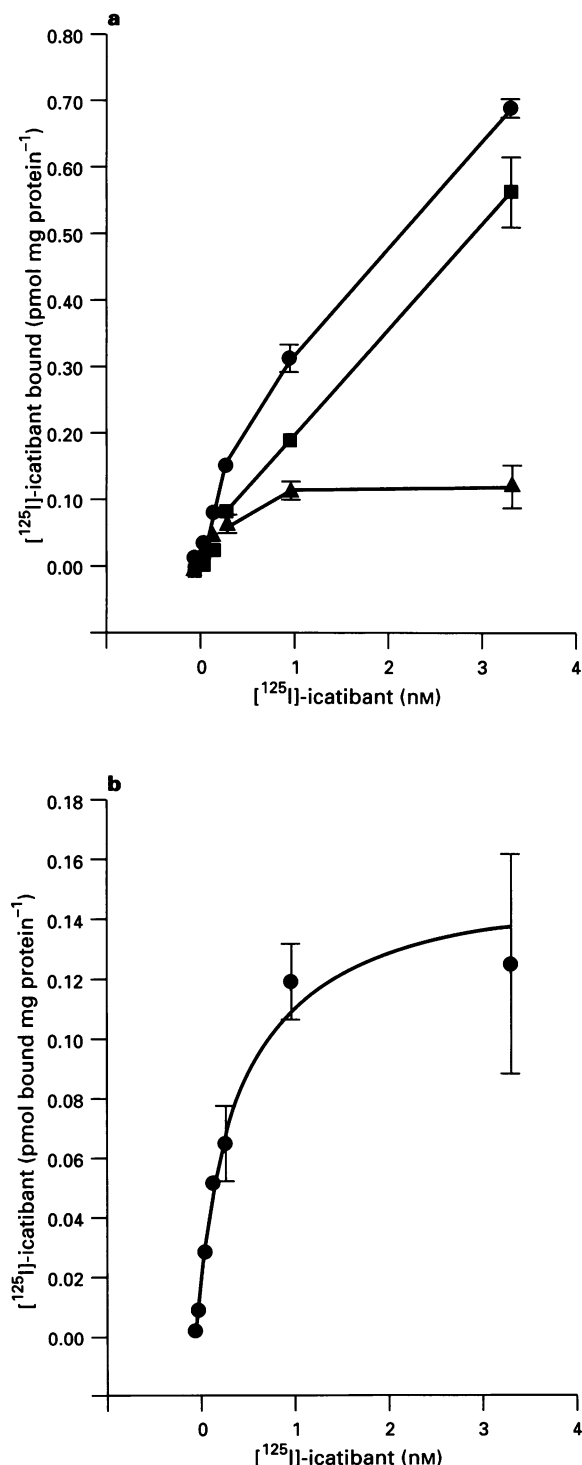 a
0.80
0.70
0.60
0.50
0.40
0.30
0.20
0.10
0.00
[¹²⁵I]-icatibant bound (pmol mg protein⁻¹)
0 1 2 3 4
[¹²⁵I]-icatibant (nM)
b
0.18
0.16
0.14
0.12
0.10
0.08
0.06
0.04
0.02
0.00
[¹²⁵I]-icatibant (pmol bound mg protein⁻¹)
0 1 2 3 4
[¹²⁵I]-icatibant (nM)